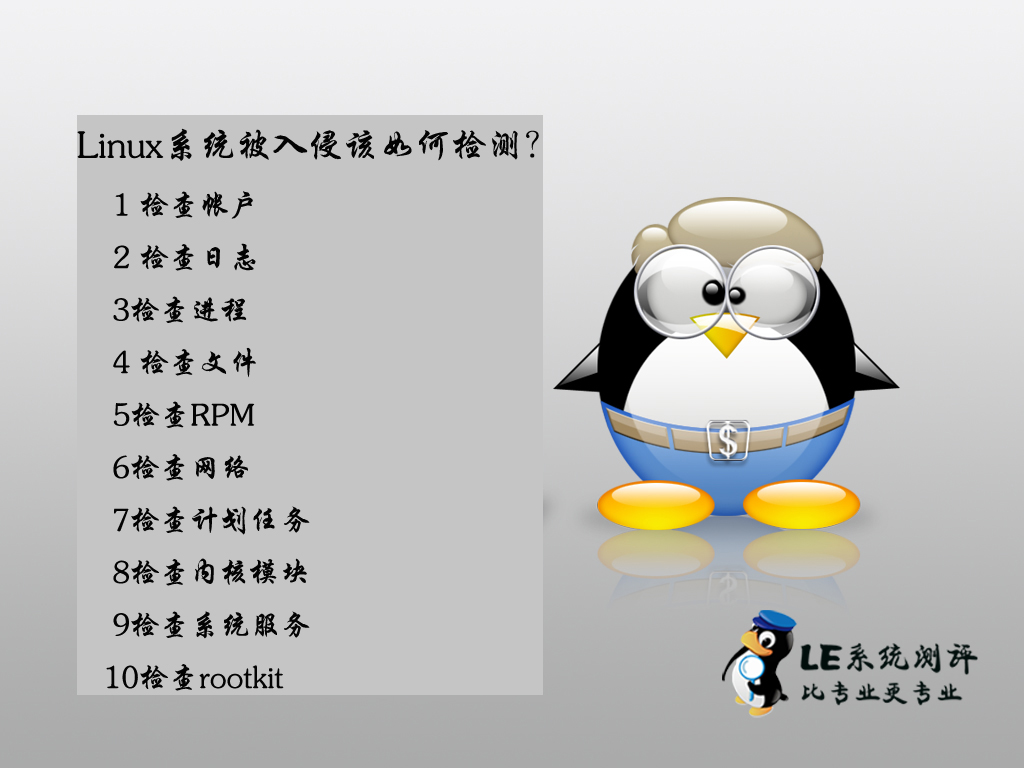 Linux系统被入侵该如何检测?
1 检查帐户
2 检查日志
3检查进程
4 检查文件
5检查RPM
6检查网络
7检查计划任务
8检查内核模块
9检查系统服务
10检查rootkit
$
LE系统测评
比专业更专业